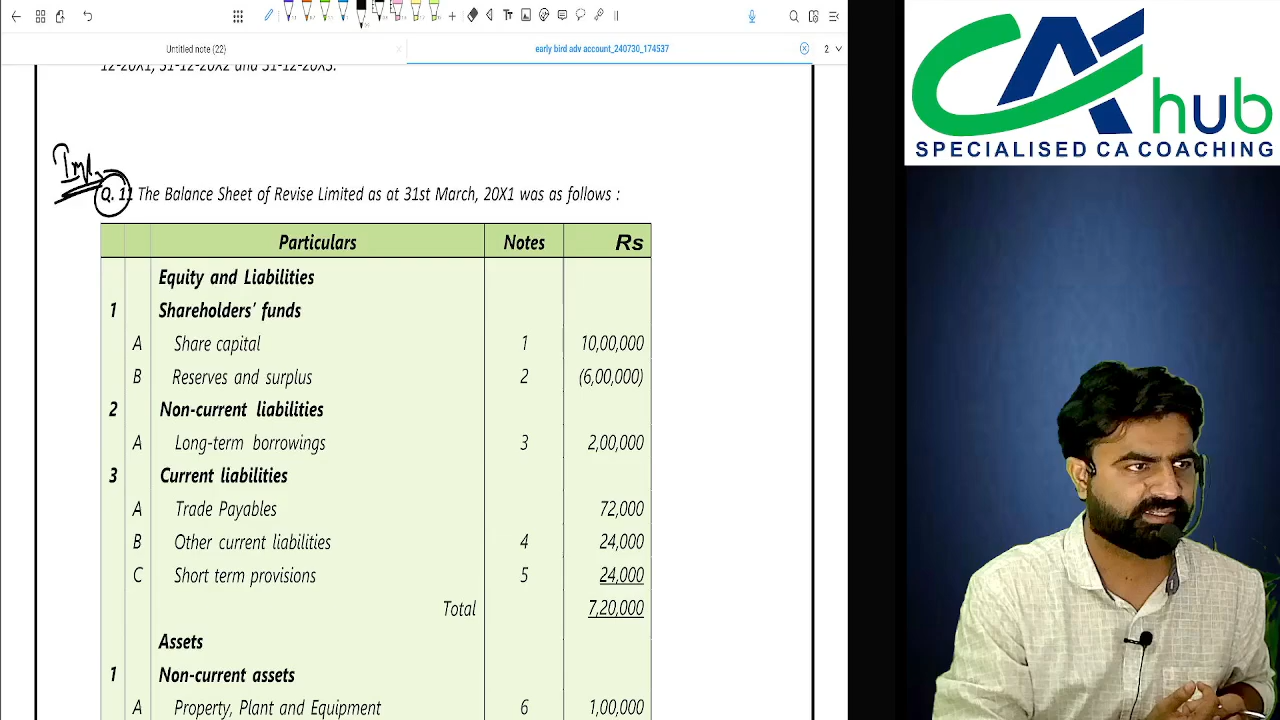 Untitled note (22)
early bird adv account_240730_174537
2
12-20X1, 31-12-20X2 and 31-12-20X3.
Imp
Q. 11 The Balance Sheet of Revise Limited as at 31st March, 20X1 was as follows :
Particulars Notes Rs
Equity and Liabilities
1 Shareholders' funds
A Share capital 1 10,00,000
B Reserves and surplus 2 (6,00,000)
2 Non-current liabilities
A Long-term borrowings 3 2,00,000
3 Current liabilities
A Trade Payables 72,000
B Other current liabilities 4 24,000
C Short term provisions 5 24,000
Total 7,20,000
Assets
1 Non-current assets
A Property, Plant and Equipment 6 1,00,000
CA hub
SPECIALISED CA COACHING